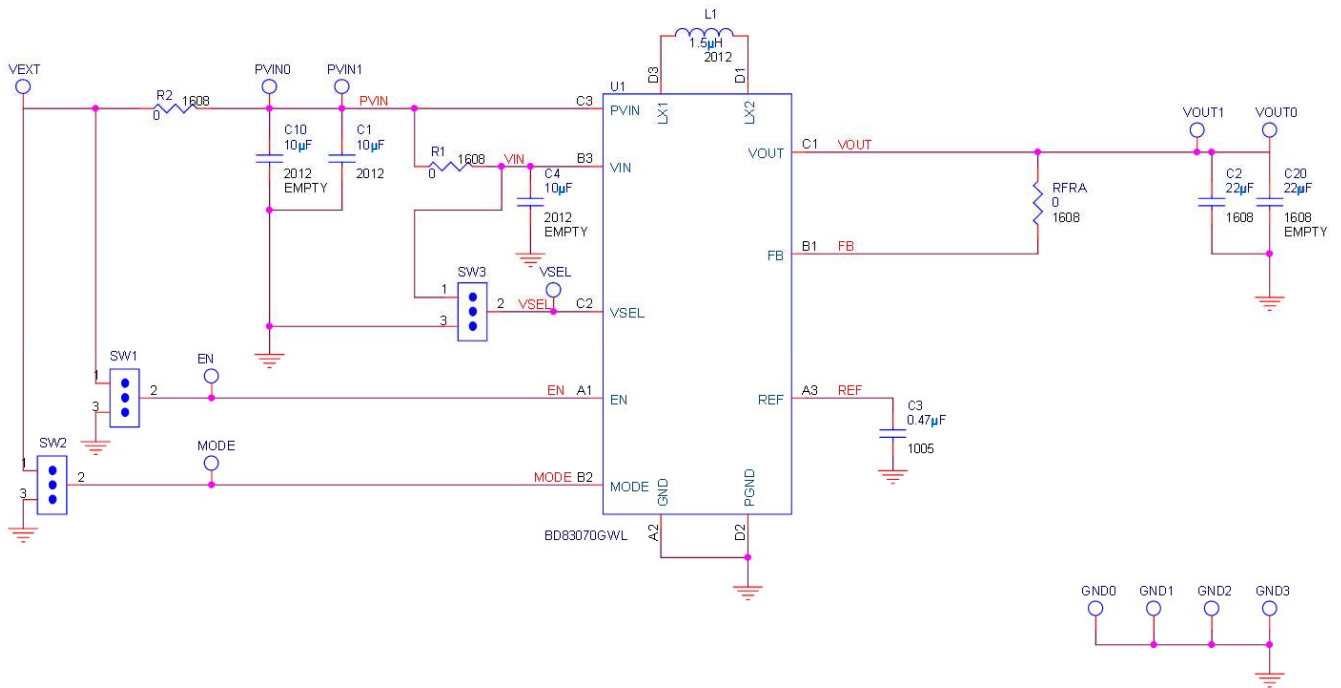 L1
1.5µH
2012
D3
D1
VEXT
R2
1608
0
PVIN0
PVIN1
PVIN
C10
10µF
2012
EMPTY
C1
10µF
2012
R1
1608
0
VIN
C4
10µF
2012
EMPTY
U1
C3
PVIN
LX1
LX2
B3
VIN
VOUT
C1
VOUT
VOUT1
VOUT0
RFRA
0
1608
C2
22µF
1608
C20
22µF
1608
EMPTY
FB
B1
FB
SW3
1
2
3
VSEL
VSEL
C2
VSEL
SW1
1
2
3
EN
EN
A1
EN
REF
A3
REF
C3
0.47µF
1005
SW2
1
2
3
MODE
MODE
B2
MODE
GND
PGND
A2
D2
BD83070GWL
GND0
GND1
GND2
GND3